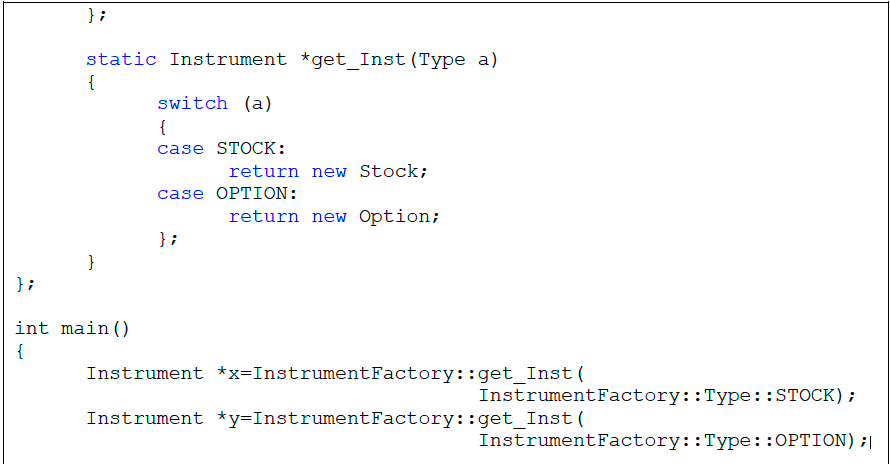 };
static Instrument *get_Inst(Type a)
{
switch (a)
{
case STOCK:
return new Stock;
case OPTION:
return new Option;
};
}
};
int main()
{
Instrument *x=InstrumentFactory::get_Inst(
InstrumentFactory::Type::STOCK);
Instrument *y=InstrumentFactory::get_Inst(
InstrumentFactory::Type::OPTION);